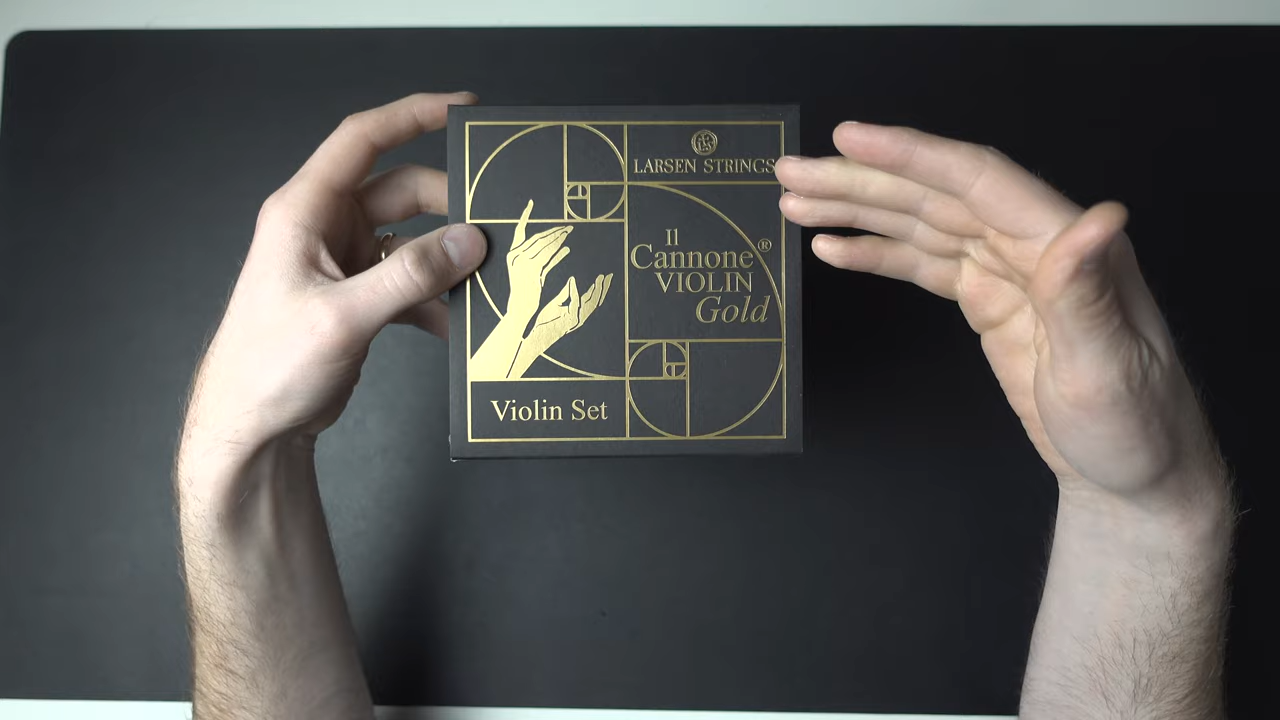 LARSEN STRINGS
Il
Cannone®
VIOLIN
Gold
Violin Set